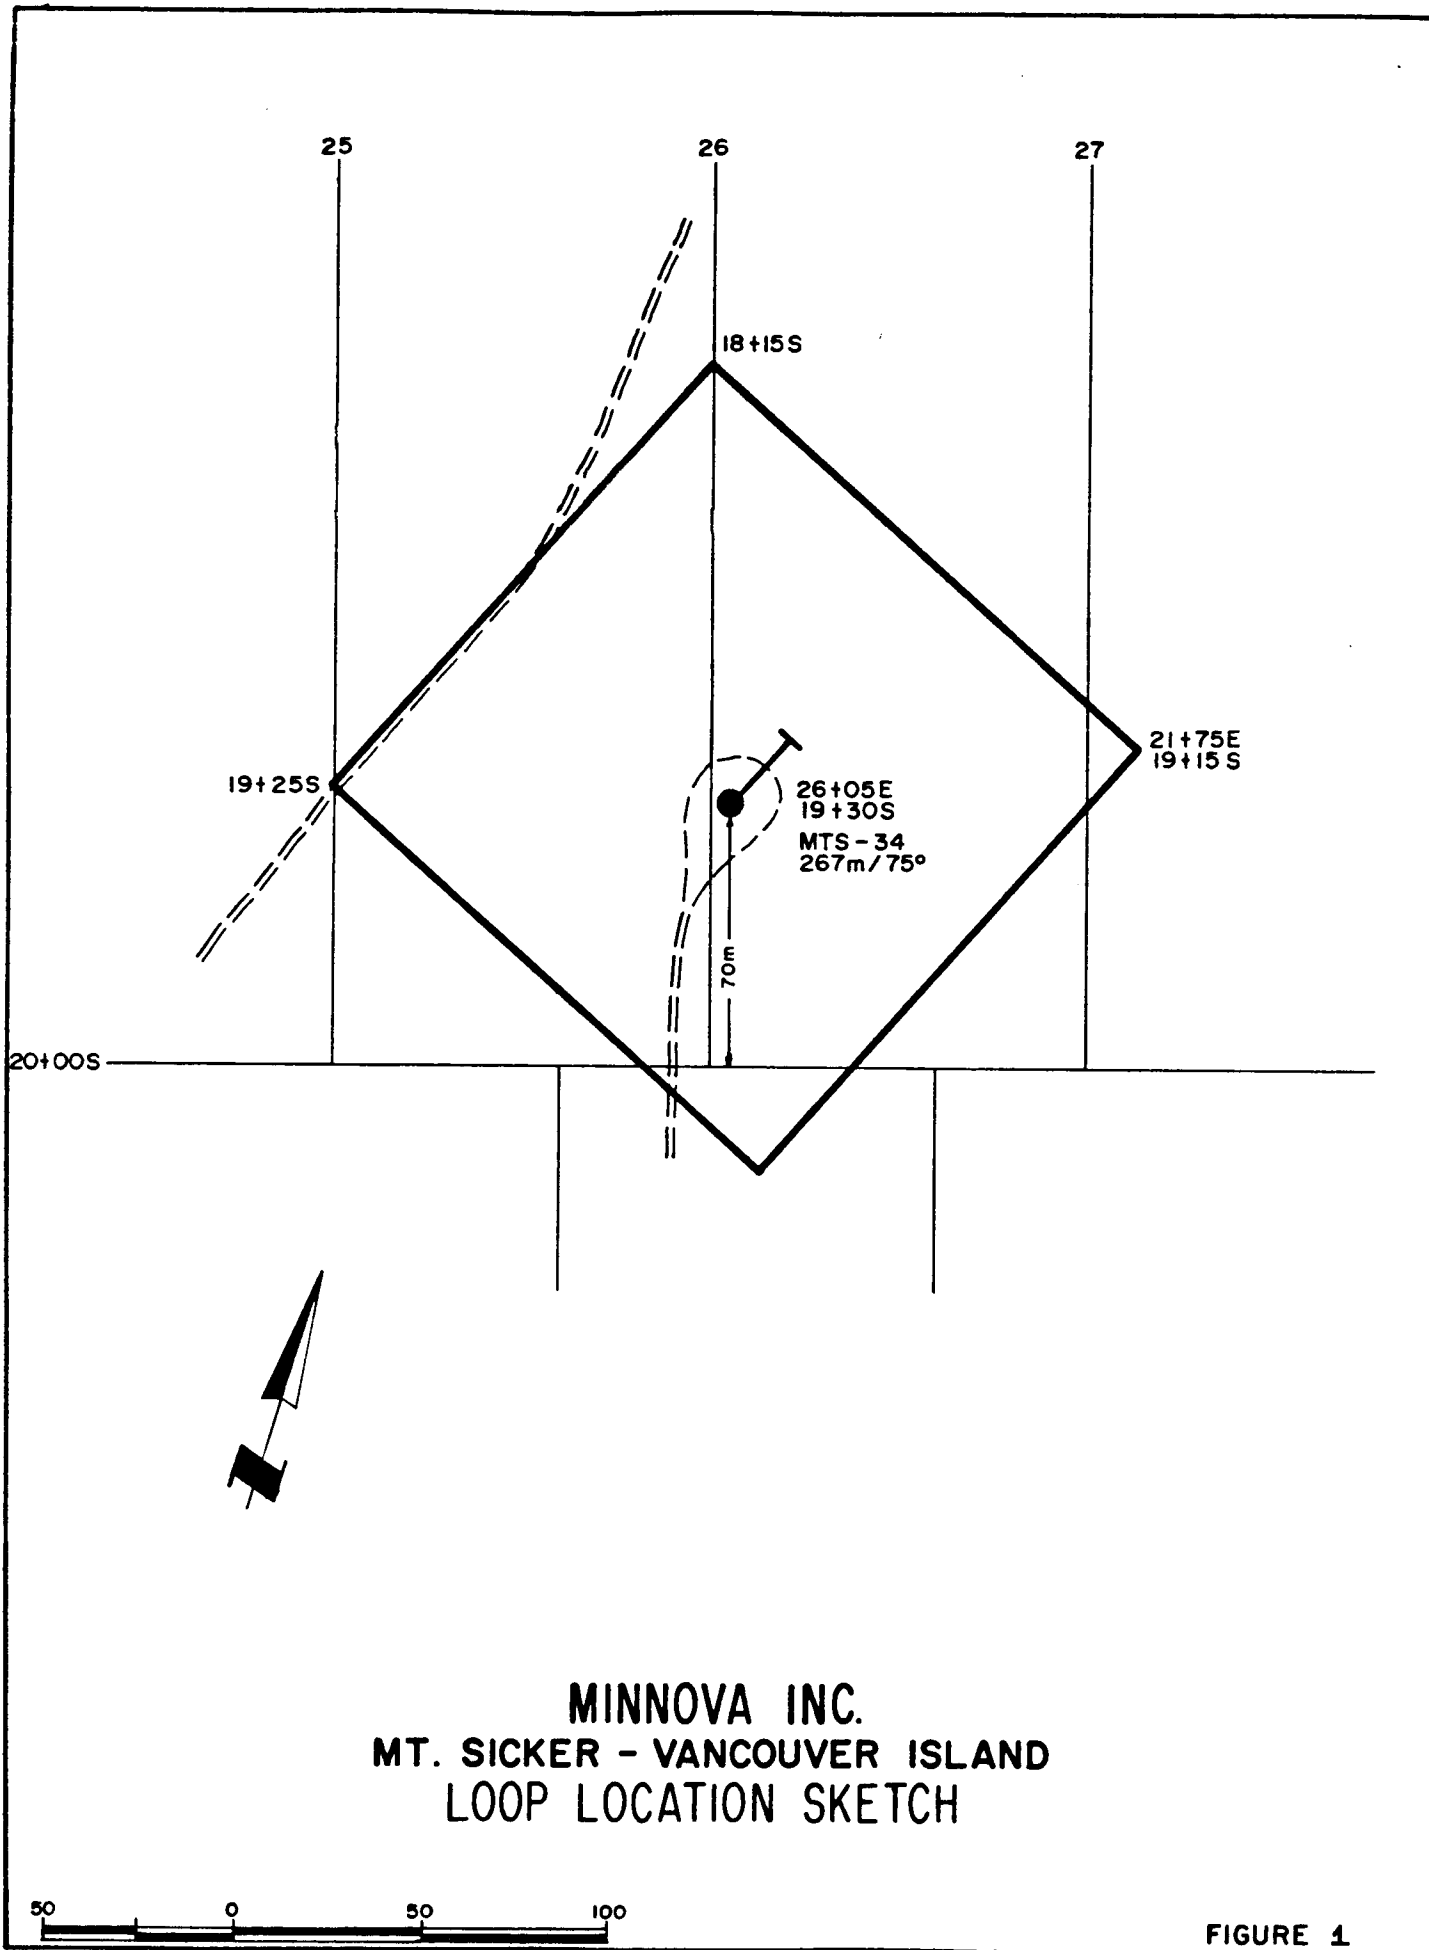 25
26
27
18+15S
21+75E
19+15S
19+25S
26+05E
19+30S
MTS-34
267m/75°
70m
20+00S
N
MINNOVA INC.
MT. SICKER - VANCOUVER ISLAND
LOOP LOCATION SKETCH
50 0 50 100
FIGURE 1